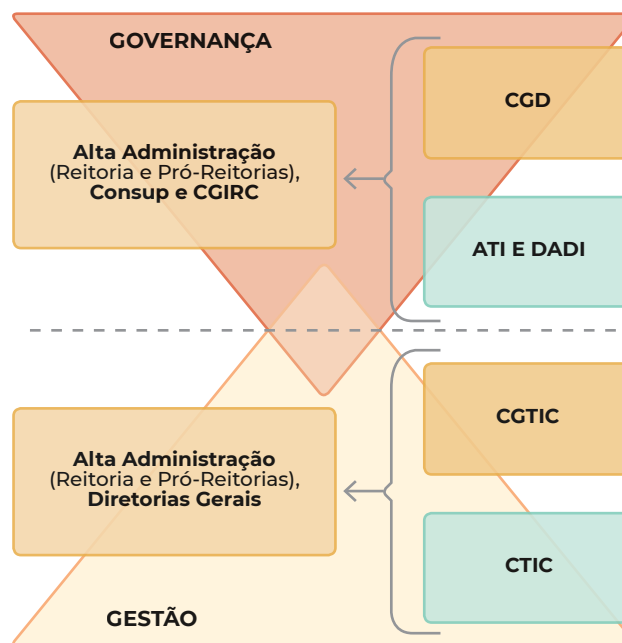 GOVERNANÇA
CGD
Alta Administração
(Reitoria e Pró-Reitorias),
Consup e CGIRC
ATI E DADI
CGTIC
Alta Administração
(Reitoria e Pró-Reitorias),
Diretorias Gerais
CTIC
GESTÃO